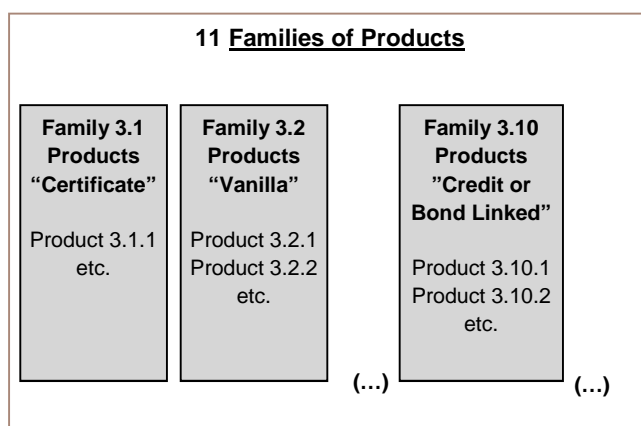 11 Families of Products
Family 3.1
Products
“Certificate”
Product 3.1.1
etc.
Family 3.2
Products
“Vanilla”
Product 3.2.1
Product 3.2.2
etc.
(…)
Family 3.10
Products
”Credit or
Bond Linked”
Product 3.10.1
Product 3.10.2
etc.
(…)